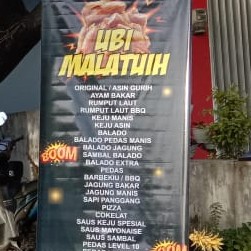 UBI
MALATUIH
ORIGINAL / ASIN GURIH
AYAM BAKAR
RUMPUT LAUT
RUMPUT LAUT BBQ
KEJU MANIS
KEJU ASIN
BALADO
BALADO PEDAS MANIS
BALADO JAGUNG
SAMBAL BALADO
BALADO EXTRA
PEDAS
BARBEKIU / BBQ
JAGUNG BAKAR
JAGUNG MANIS
SAPI PANGGANG
PIZZA
COKELAT
SAUS KEJU SPESIAL
SAUS MAYONAISE
SAUS SAMBAL
PEDAS LEVEL 10
BOOM